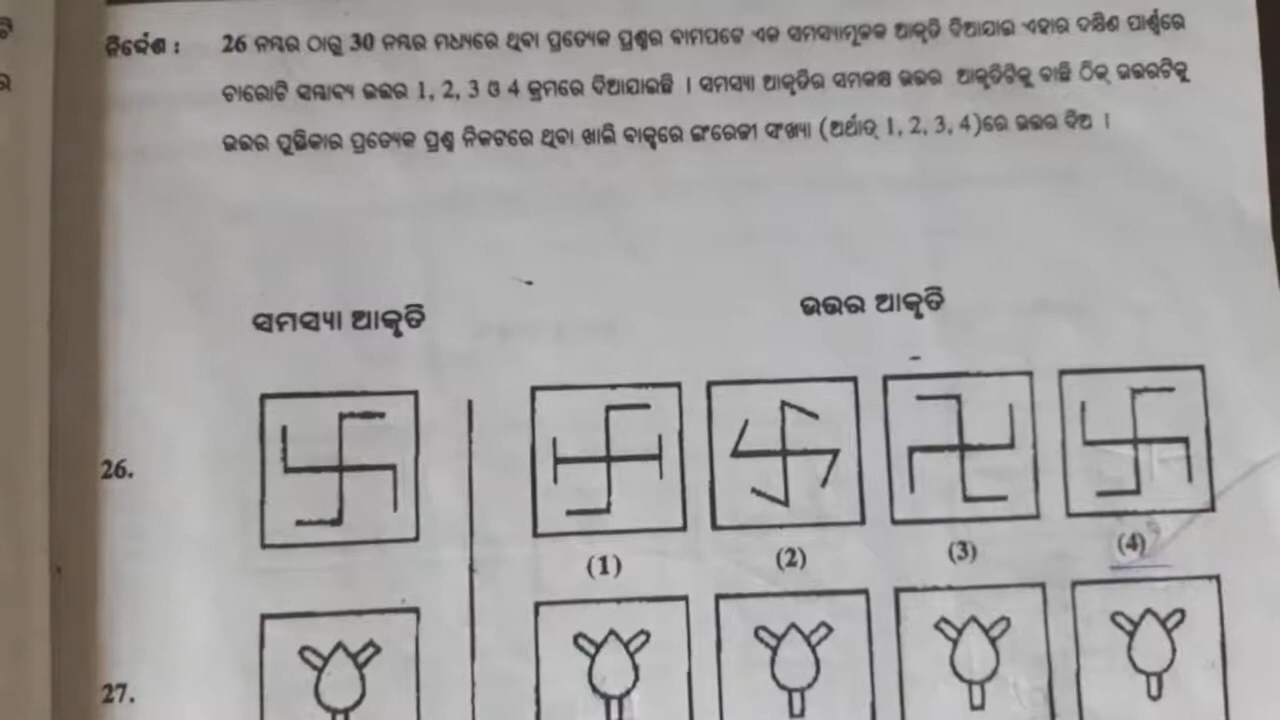 ନିର୍ଦ୍ଦେଶ : 26 ନମ୍ବର ଠାରୁ 30 ନମ୍ବର ମଧ୍ୟରେ ଥିବା ପ୍ରତ୍ୟେକ ପ୍ରଶ୍ନର ବାମପଟେ ଏକ ସମସ୍ୟାମୂଳକ ଆକୃତି ଦିଆଯାଇ ଏହାର ଦକ୍ଷିଣ ପାର୍ଶ୍ୱରେ
ଚାରୋଟି ସମ୍ଭାବ୍ୟ ଉତ୍ତର 1, 2, 3 ଓ 4 କ୍ରମରେ ଦିଆଯାଇଛି । ସମସ୍ୟା ଆକୃତିର ସମକକ୍ଷ ଉତ୍ତର ଆକୃତିଟିକୁ ବାଛି ଠିକ୍ ଉତ୍ତରଟିକୁ
ଉତ୍ତର ପୁସ୍ତିକାର ପ୍ରତ୍ୟେକ ପ୍ରଶ୍ନ ନିକଟରେ ଥିବା ଖାଲି ବାକ୍ସରେ ଇଂରେଜୀ ସଂଖ୍ୟା (ଅର୍ଥାତ୍ 1, 2, 3, 4)ରେ ଉତ୍ତର ଦିଅ ।
ସମସ୍ୟା ଆକୃତି ଉତ୍ତର ଆକୃତି
26.
(1) (2) (3) (4)
27.